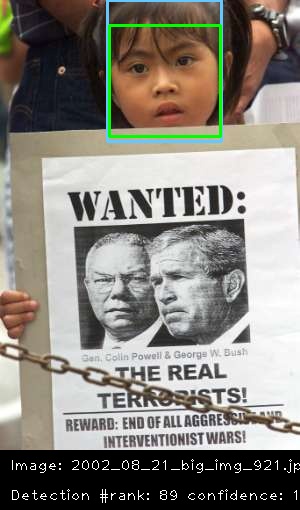 WANTED:
Gen. Colin Powell & George W. Bush
THE REAL
TERRORISTS!
REWARD: END OF ALL AGGRESSIVE AND
INTERVENTIONIST WARS!
Image: 2002_08_21_big_img_921.jp
Detection #rank: 89 confidence: 1